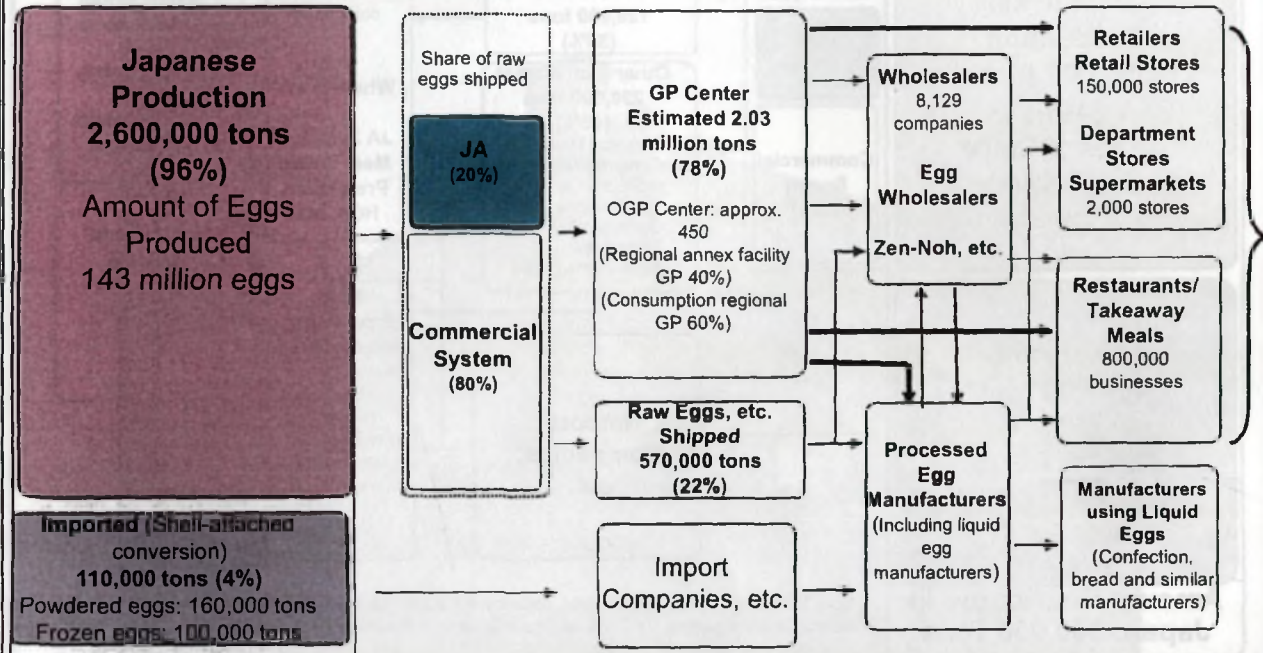 Japanese
Production
2,600,000 tons
(96%)
Amount of Eggs
Produced
143 million eggs
Imported (Shell-attached
conversion)
110,000 tons (4%)
Powdered eggs: 160,000 tons
Frozen eggs: 100,000 tons
Share of raw
eggs shipped
JA
(20%)
Commercial
System
(80%)
GP Center
Estimated 2.03
million tons
(78%)
OGP Center: approx.
450
(Regional annex facility
GP 40%)
(Consumption regional
GP 60%)
Raw Eggs, etc.
Shipped
570,000 tons
(22%)
Import
Companies, etc.
Wholesalers
8,129
companies
Egg
Wholesalers
Zen-Noh, etc.
Processed
Egg
Manufacturers
(Including liquid
egg
manufacturers)
Retailers
Retail Stores
150,000 stores
Department
Stores
Supermarkets
2,000 stores
Restaurants/
Takeaway
Meals
800,000
businesses
Manufacturers
using Liquid
Eggs
(Confection,
bread and similar
manufacturers)